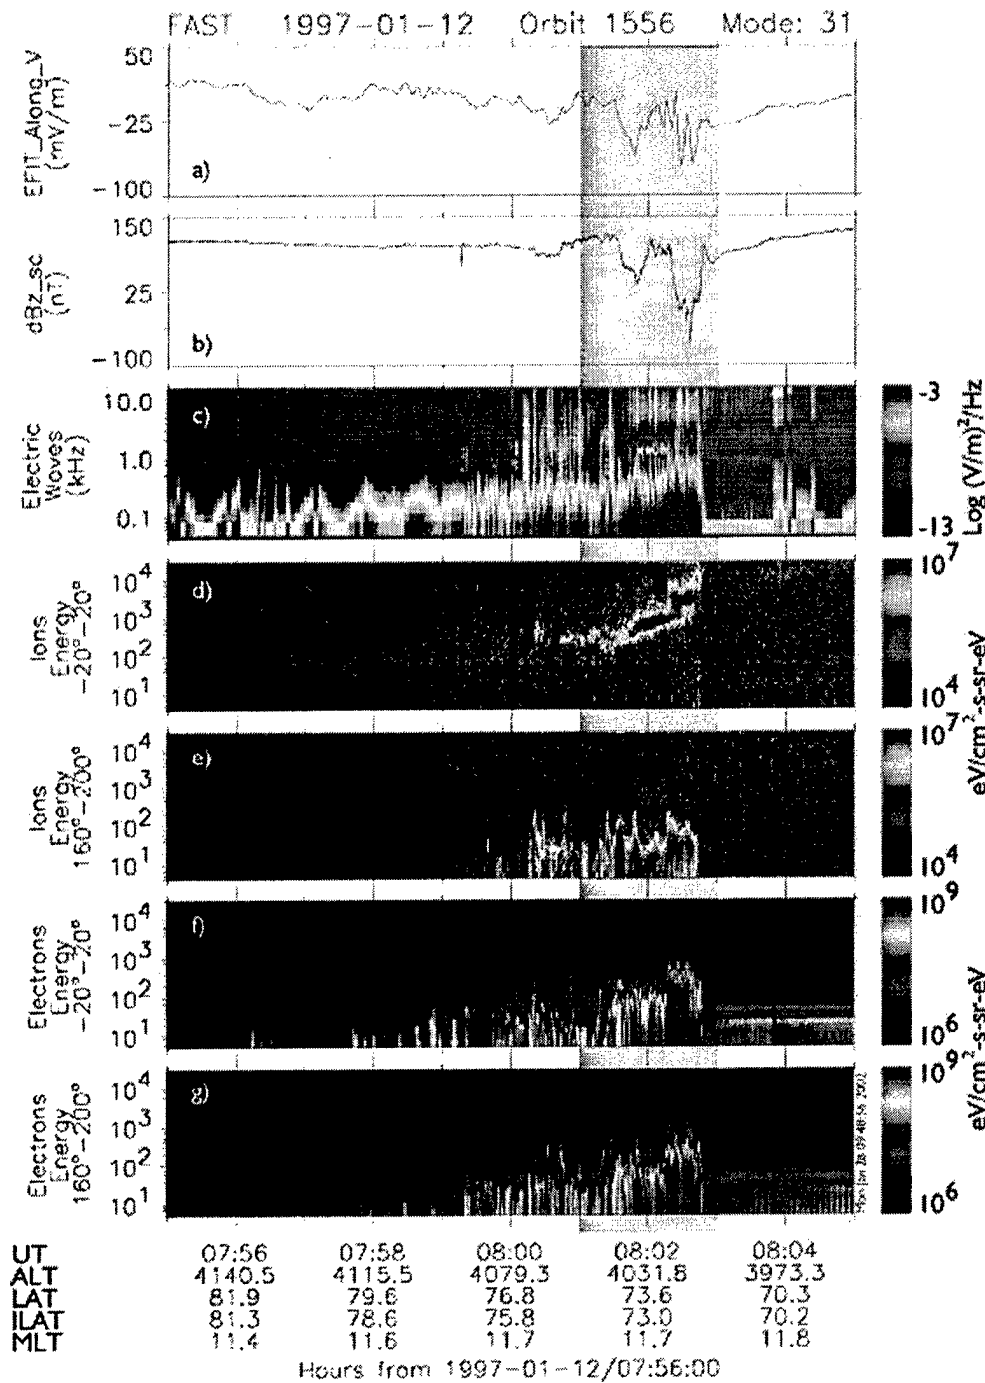 FAST 1997-01-12 Orbit 1556 Mode: 31
EFIT_Along_V
(mV/m)
50
-25
-100
a)
dBz_sc
(nT)
150
25
-100
b)
Electric
Waves
(kHz)
10.0
1.0
0.1
c)
-3
-13
Log (V/m)²/Hz
Ions
Energy
-20°-20°
10⁴
10³
10²
10¹
d)
10⁷
10⁴
eV/cm²-s-sr-eV
Ions
Energy
160°-200°
10⁴
10³
10²
10¹
e)
10⁷
10⁴
Electrons
Energy
-20°-20°
10⁴
10³
10²
10¹
f)
10⁹
10⁶
eV/cm²-s-sr-eV
Electrons
Energy
160°-200°
10⁴
10³
10²
10¹
g)
10⁹
10⁶
UT 07:56 07:58 08:00 08:02 08:04
ALT 4140.5 4115.5 4079.3 4031.8 3973.3
LAT 81.9 79.6 76.8 73.6 70.3
ILAT 81.3 78.6 75.8 73.0 70.2
MLT 11.4 11.6 11.7 11.7 11.8
Hours from 1997-01-12/07:56:00